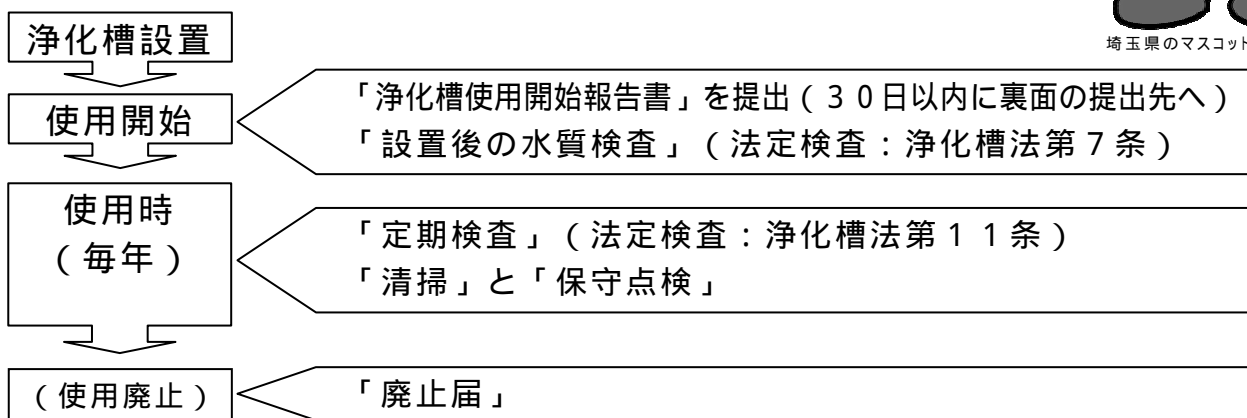 埼玉県のマスコット
浄化槽設置
使用開始
「浄化槽使用開始報告書」を提出（３０日以内に裏面の提出先へ）
「設置後の水質検査」（法定検査：浄化槽法第７条）
使用時
（毎年）
「定期検査」（法定検査：浄化槽法第１１条）
「清掃」と「保守点検」
（使用廃止）
「廃止届」